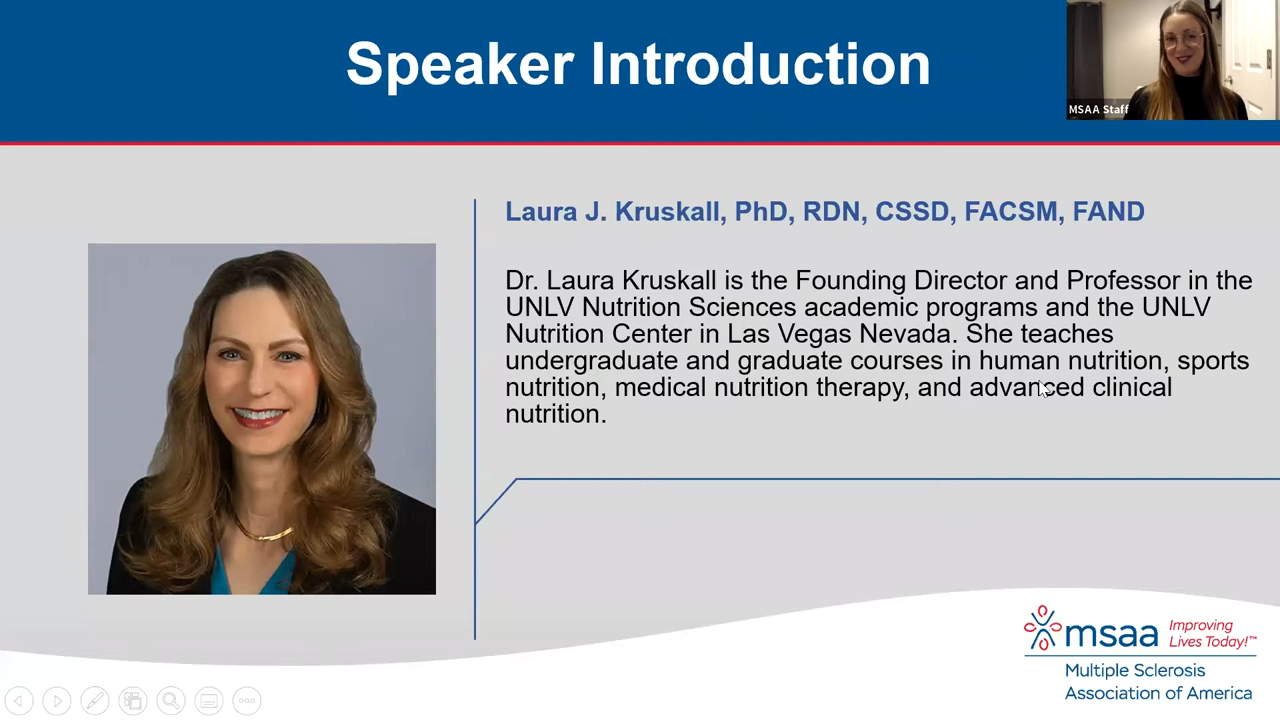 Speaker Introduction
MSAA Staff
Laura J. Kruskall, PhD, RDN, CSSD, FACSM, FAND
Dr. Laura Kruskall is the Founding Director and Professor in the
UNLV Nutrition Sciences academic programs and the UNLV
Nutrition Center in Las Vegas Nevada. She teaches
undergraduate and graduate courses in human nutrition, sports
nutrition, medical nutrition therapy, and advanced clinical
nutrition.
msaa
Improving
Lives Today!™
Multiple Sclerosis
Association of America